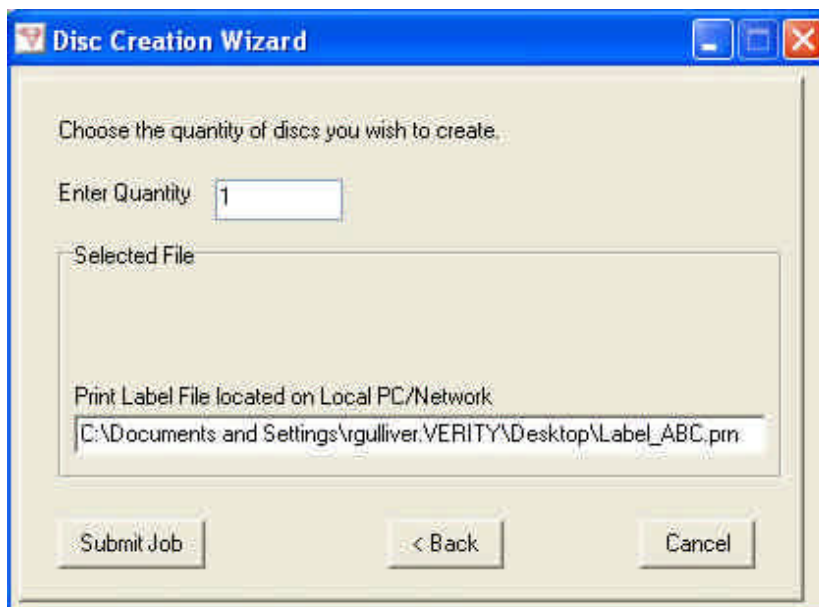 Disc Creation Wizard
Choose the quantity of discs you wish to create.
Enter Quantity 1
Selected File
Print Label File located on Local PC/Network
C:\Documents and Settings\rgulliver.VERITY\Desktop\Label_ABC.prn
Submit Job < Back Cancel